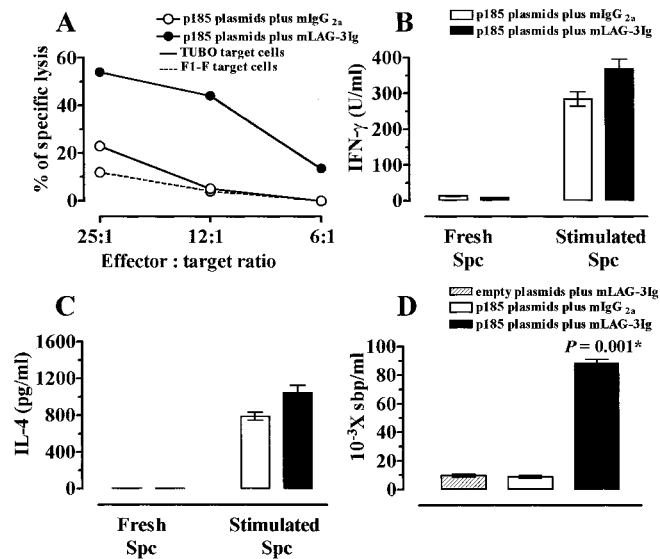 A
p185 plasmids plus mIgG2a
p185 plasmids plus mLAG-3Ig
TUBO target cells
F1-F target cells
% of specific lysis
60
40
20
0
25:1
12:1
6:1
Effector : target ratio
B
p185 plasmids plus mIgG 2a
p185 plasmids plus mLAG-3Ig
IFN-γ (U/ml)
400
300
200
100
0
Fresh
Spc
Stimulated
Spc
C
IL-4 (pg/ml)
1600
1200
800
400
0
Fresh
Spc
Stimulated
Spc
D
empty plasmids plus mLAG-3Ig
p185 plasmids plus mIgG 2a
p185 plasmids plus mLAG-3Ig
P = 0.001*
10-3X sbp/ml
100
80
60
40
20
0